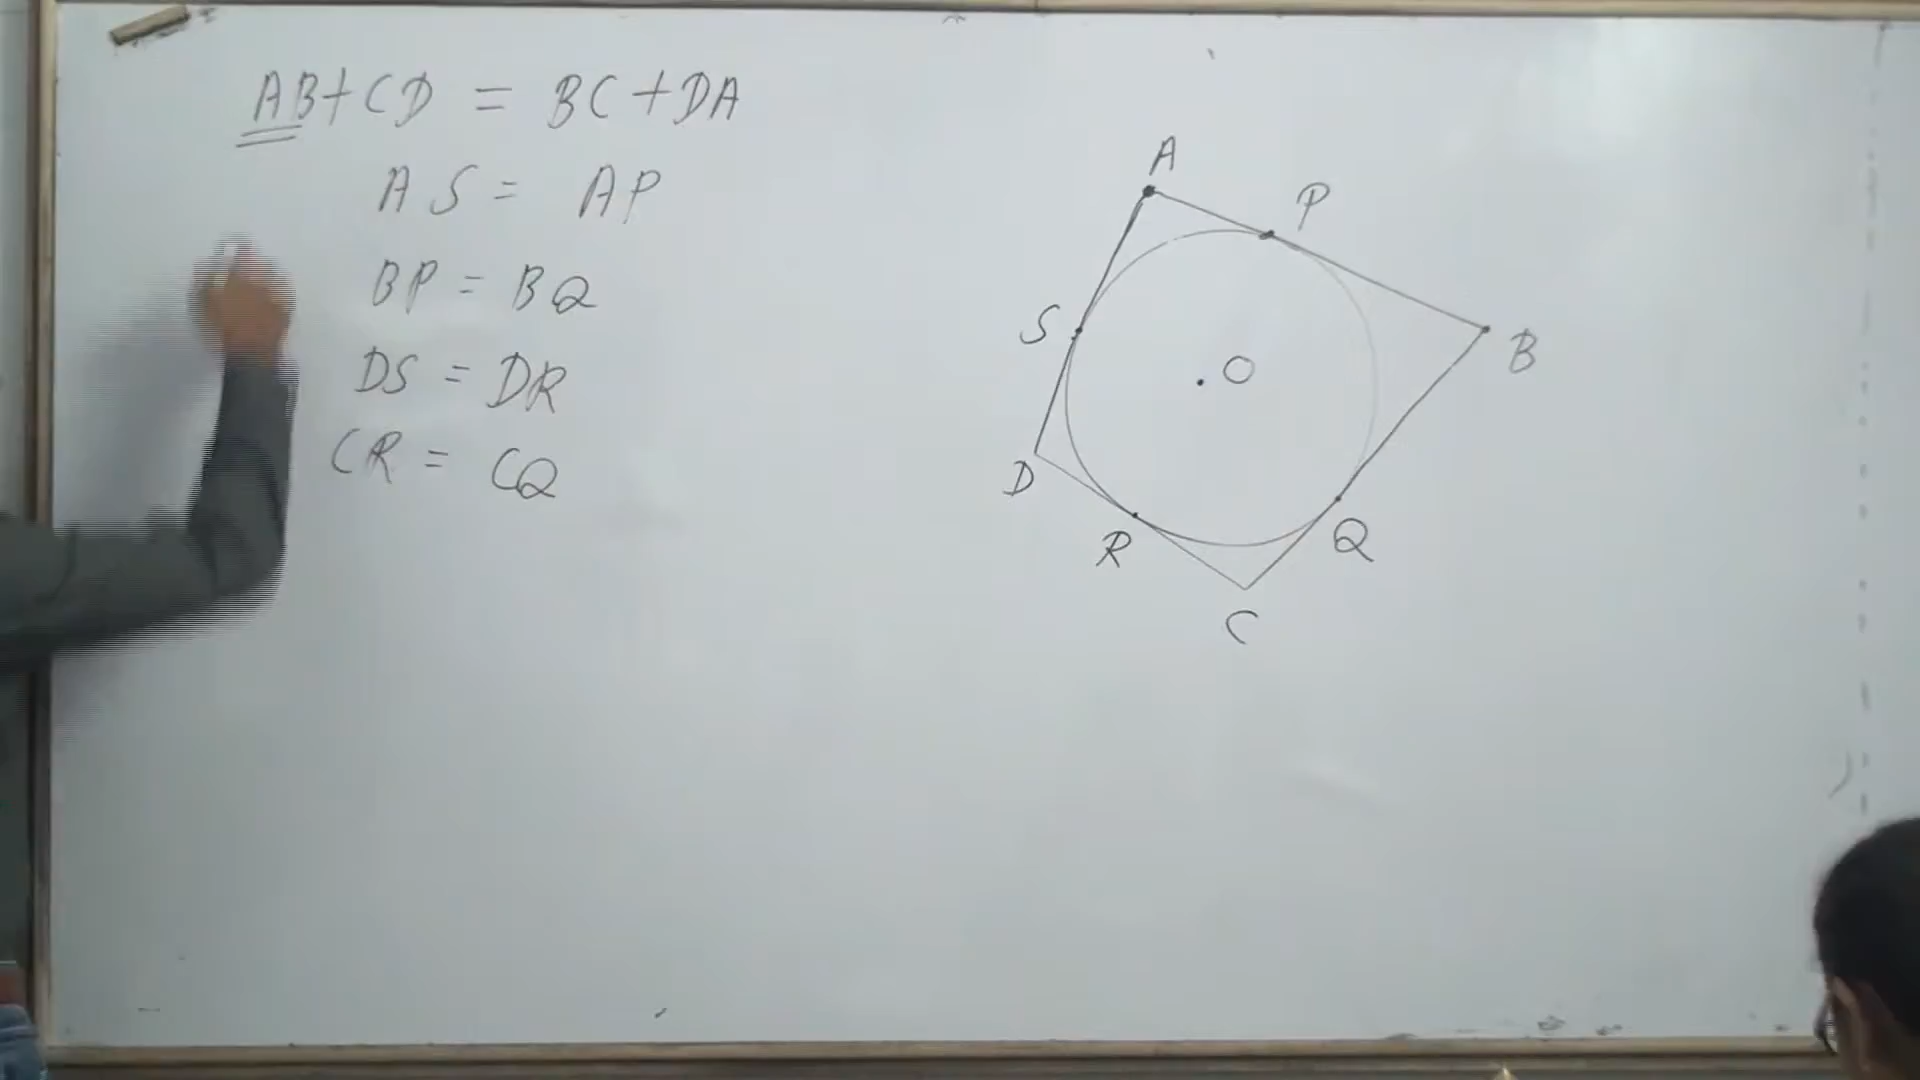 AB+CD = BC+DA
AS = AP
BP = BQ
DS = DR
CR = CQ
A
P
S
O
B
D
R
Q
C